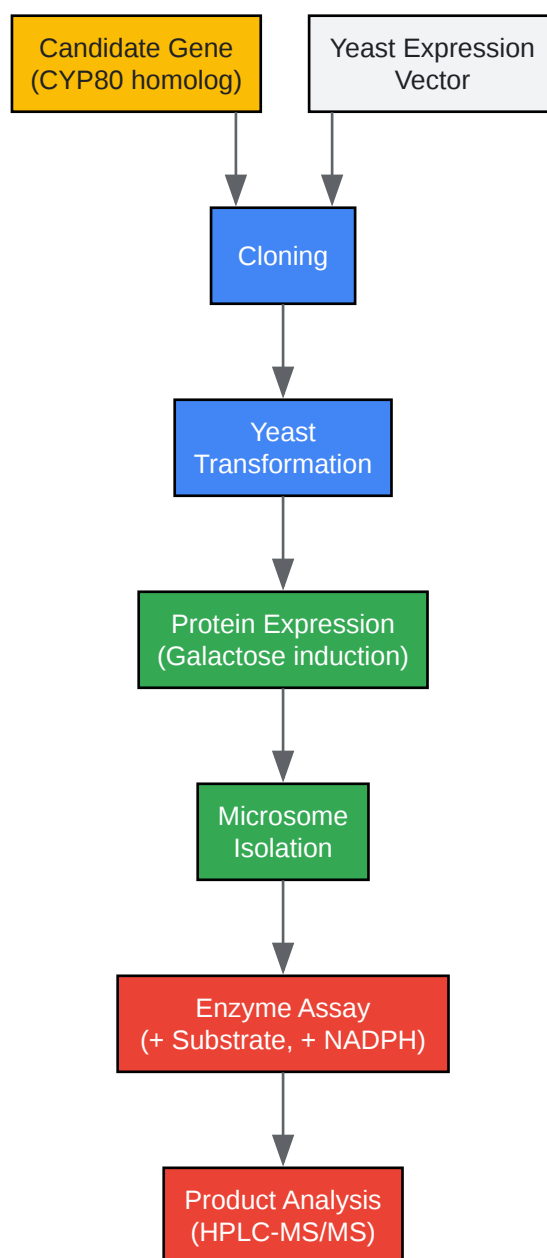 Candidate Gene
(CYP80 homolog)
Yeast Expression
Vector
Cloning
Yeast
Transformation
Protein Expression
(Galactose induction)
Microsome
Isolation
Enzyme Assay
(+ Substrate, + NADPH)
Product Analysis
(HPLC-MS/MS)